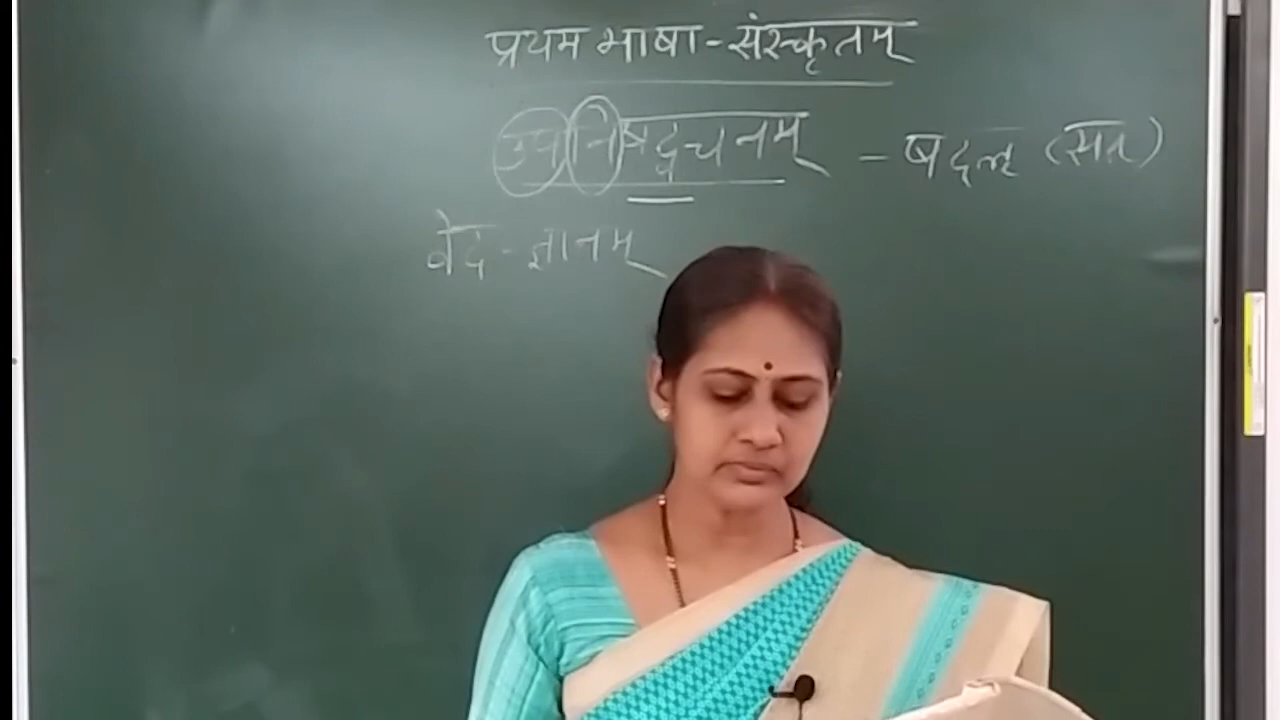 प्रथम भाषा - संस्कृतम्
उपनिषद्वचनम् - षद्लृ (सत्)
वेद - ज्ञानम्